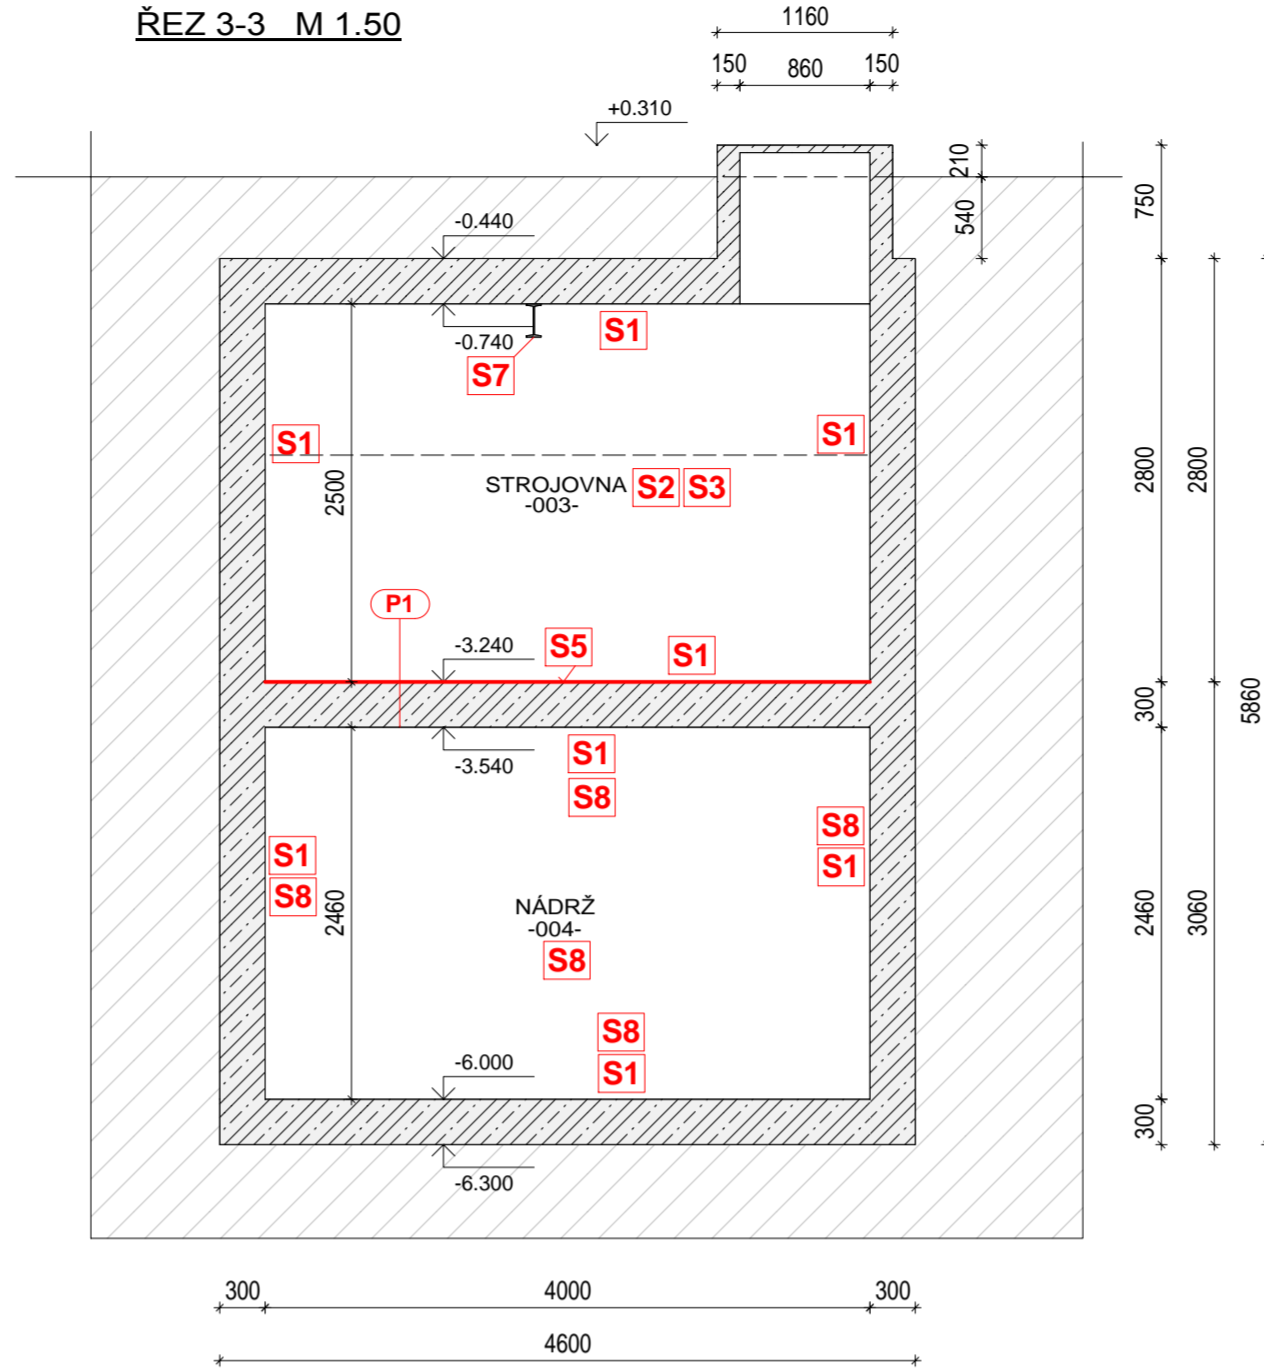 ŘEZ 3-3 M 1.50
1160
150 860 150
+0.310
210
750
540
-0.440
-0.740
S1
S7
S1
S1
2500
STROJOVNA S2 S3
-003-
2800
2800
P1
-3.240
S5
S1
300
5860
-3.540
S1
S8
S8
S1
S1
S8
2460
NÁDRŽ
-004-
S8
2460
3060
S8
S1
-6.000
300
-6.300
300 4000 300
4600